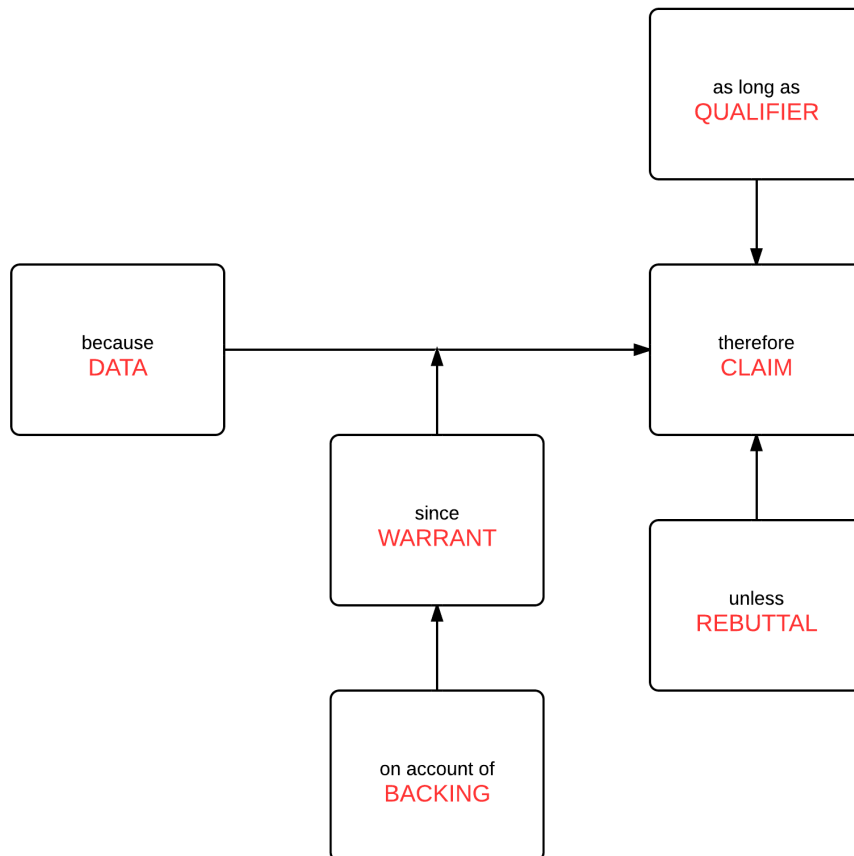 as long as
QUALIFIER
because
DATA
therefore
CLAIM
since
WARRANT
unless
REBUTTAL
on account of
BACKING